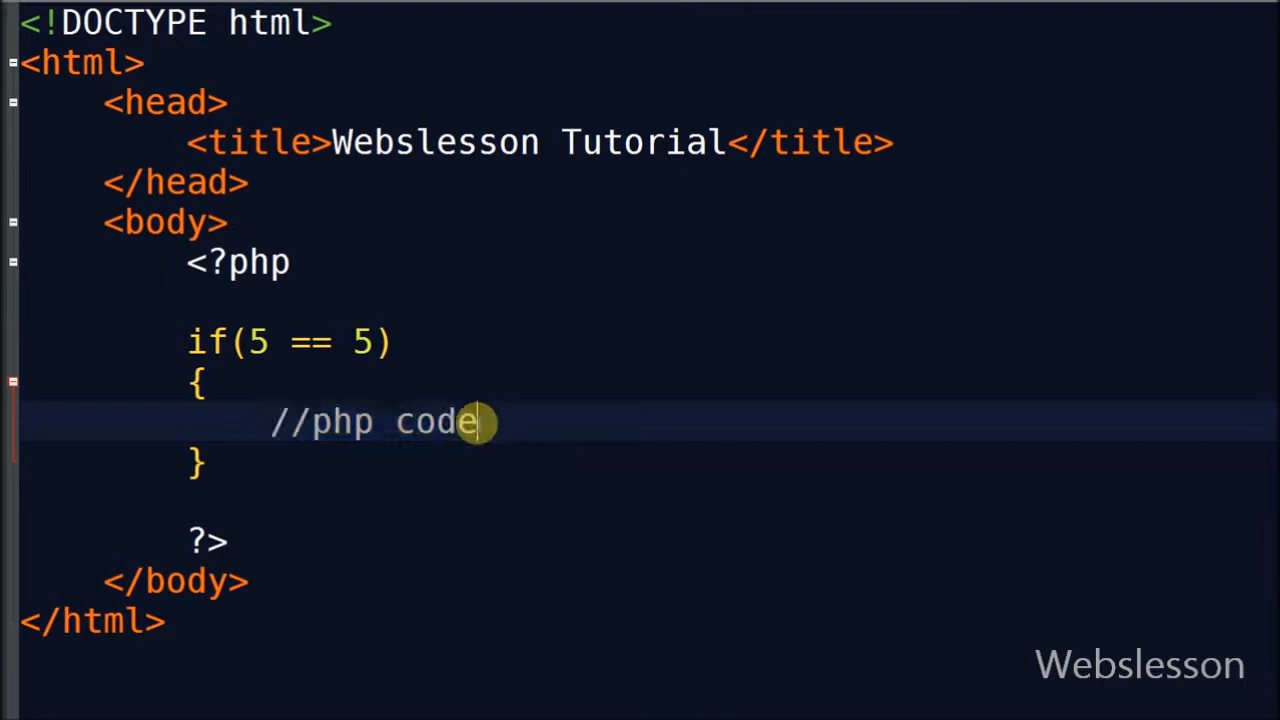 <!DOCTYPE html>
<html>
<head>
<title>Webslesson Tutorial</title>
</head>
<body>
<?php
if(5 == 5)
{
//php code
}
?>
</body>
</html>
Webslesson